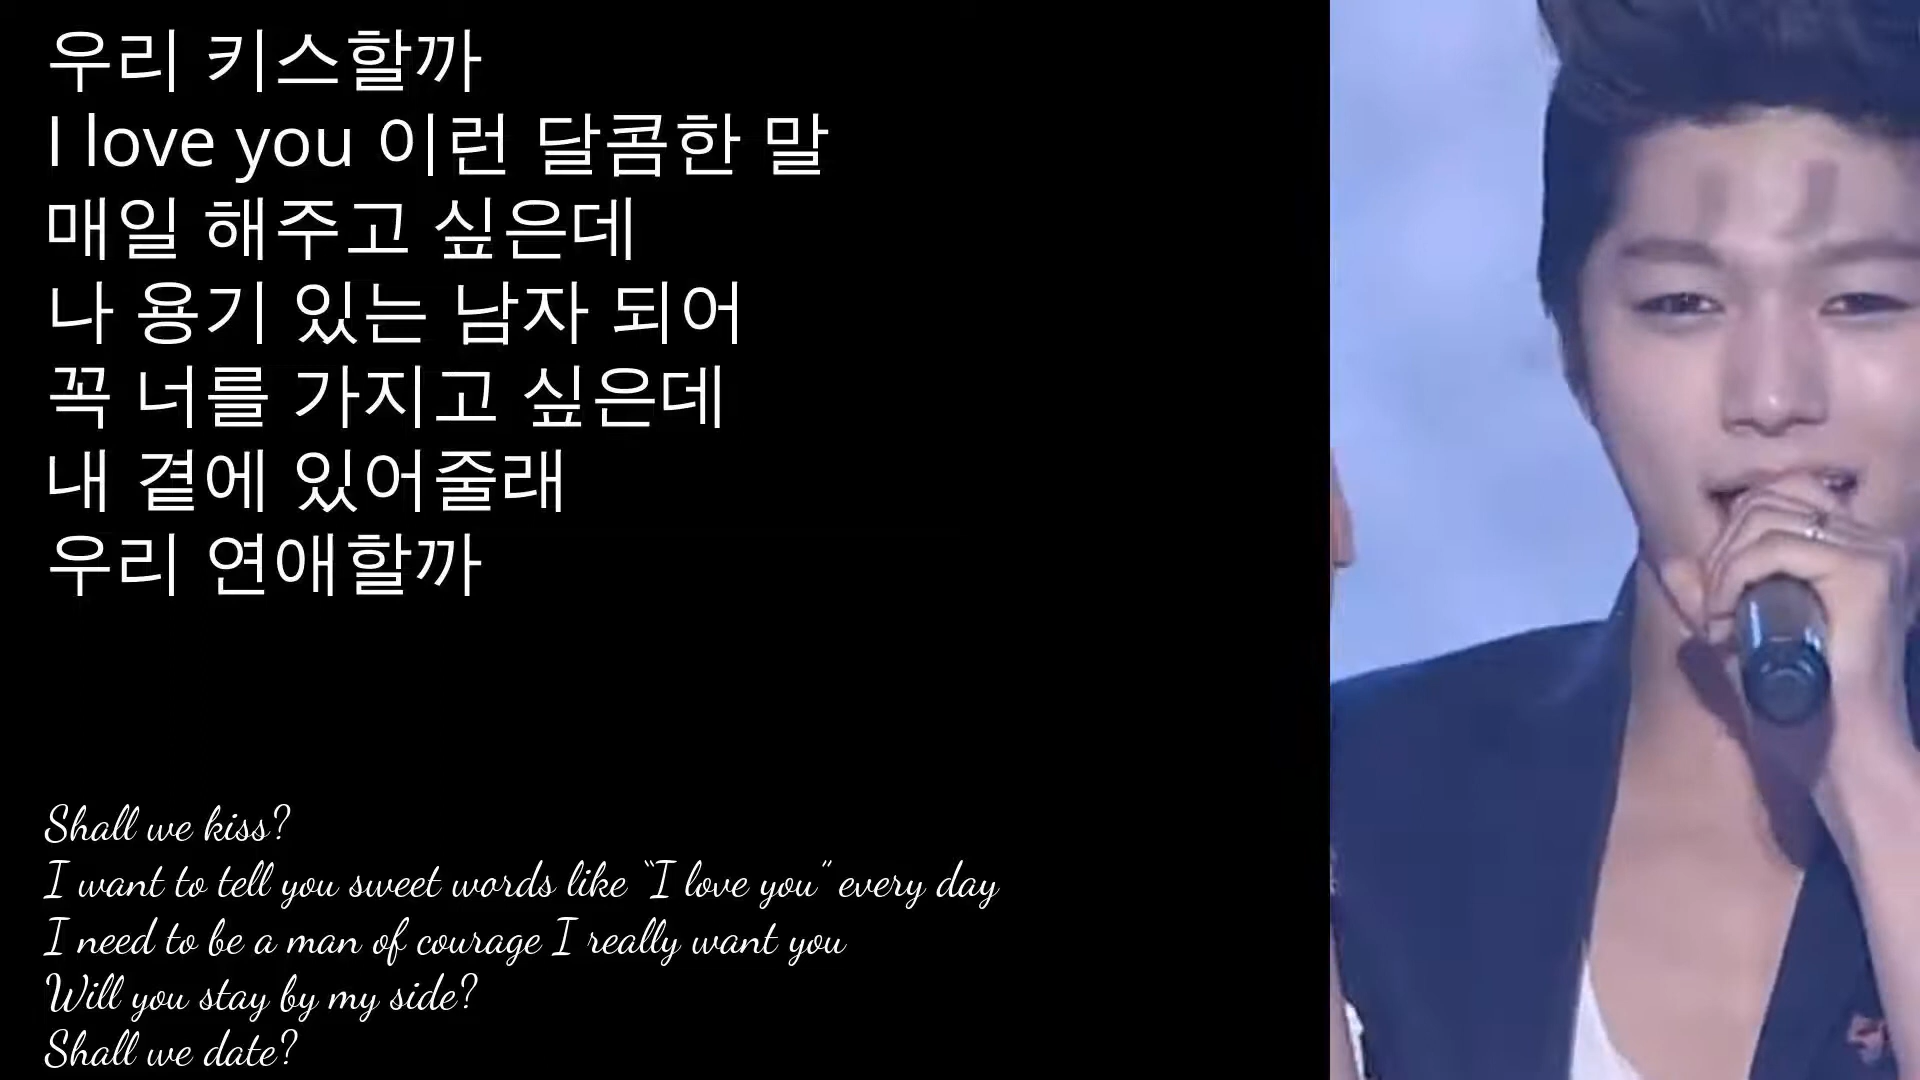 우리 키스할까
I love you 이런 달콤한 말
매일 해주고 싶은데
나 용기 있는 남자 되어
꼭 너를 가지고 싶은데
내 곁에 있어줄래
우리 연애할까
Shall we kiss?
I want to tell you sweet words like “I love you” every day
I need to be a man of courage I really want you
Will you stay by my side?
Shall we date?